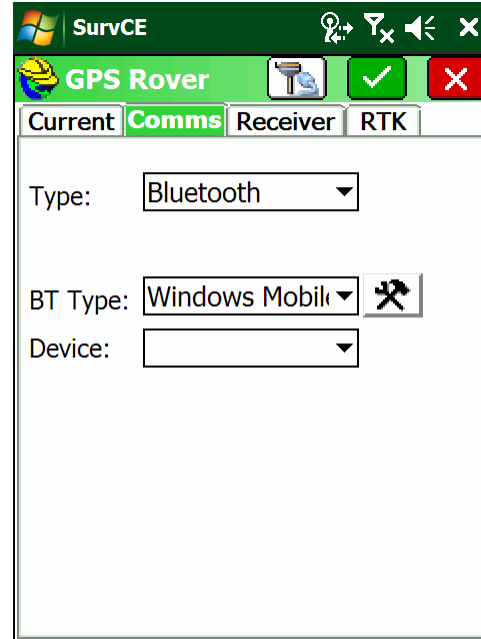 SurvCE
GPS Rover
Current Comms Receiver RTK
Type: Bluetooth
BT Type: Windows Mobil
Device: